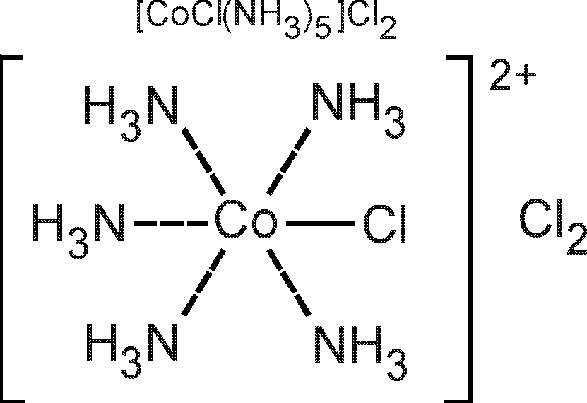 [CoCl(NH3)5]Cl2
2+
H3N NH3
H3N Co Cl Cl2
H3N NH3